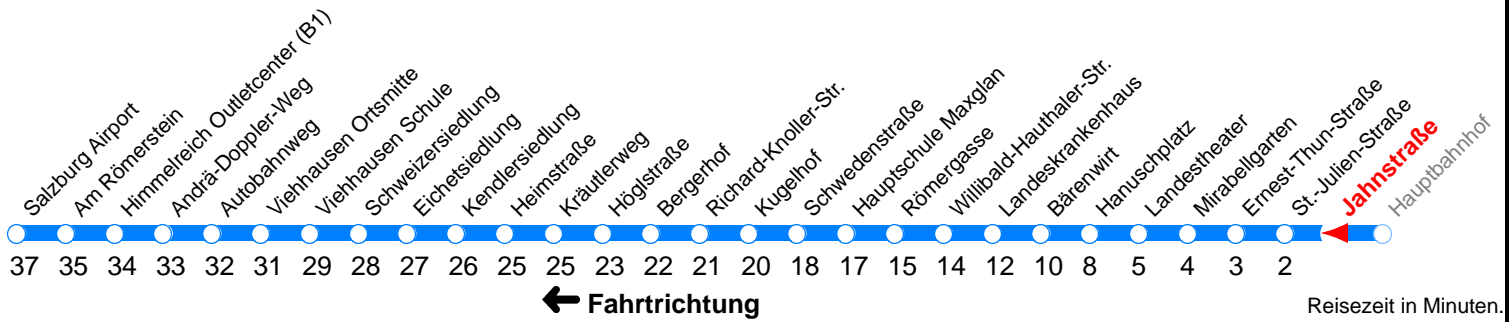 Salzburg Airport
Am Römerstein
Himmelreich Outletcenter (B1)
Andrä-Doppler-Weg
Autobahnweg
Viehhausen Ortsmitte
Viehhausen Schule
Schweizersiedlung
Eichetsiedlung
Kendlersiedlung
Heimstraße
Kräutlerweg
Höglstraße
Bergerhof
Richard-Knoller-Str.
Kugelhof
Schwedenstraße
Hauptschule Maxglan
Römergasse
Willibald-Hauthaler-Str.
Landeskrankenhaus
Bärenwirt
Hanuschplatz
Landestheater
Mirabellgarten
Ernest-Thun-Straße
St.-Julien-Straße
Jahnstraße
Hauptbahnhof
37 35 34 33 32 31 29 28 27 26 25 25 23 22 21 20 18 17 15 14 12 10 8 5 4 3 2
Fahrtrichtung
Reisezeit in Minuten.